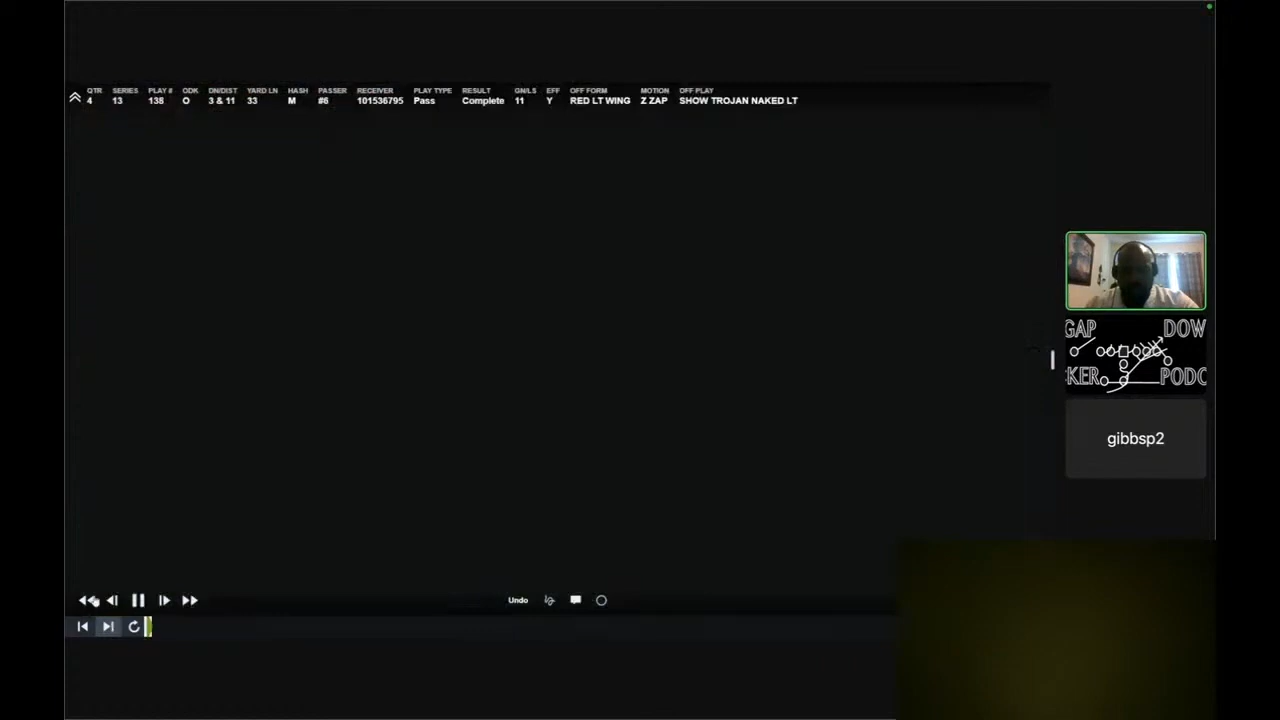 QTR SERIES PLAY # ODK DN/DIST YARD LN HASH PASSER RECEIVER PLAY TYPE RESULT GN/LS EFF OFF FORM MOTION OFF PLAY
4 13 138 O 3 & 11 33 M #6 101536795 Pass Complete 11 Y RED LT WING Z ZAP SHOW TROJAN NAKED LT
GAP DOW
KER PODC
gibbsp2
Undo